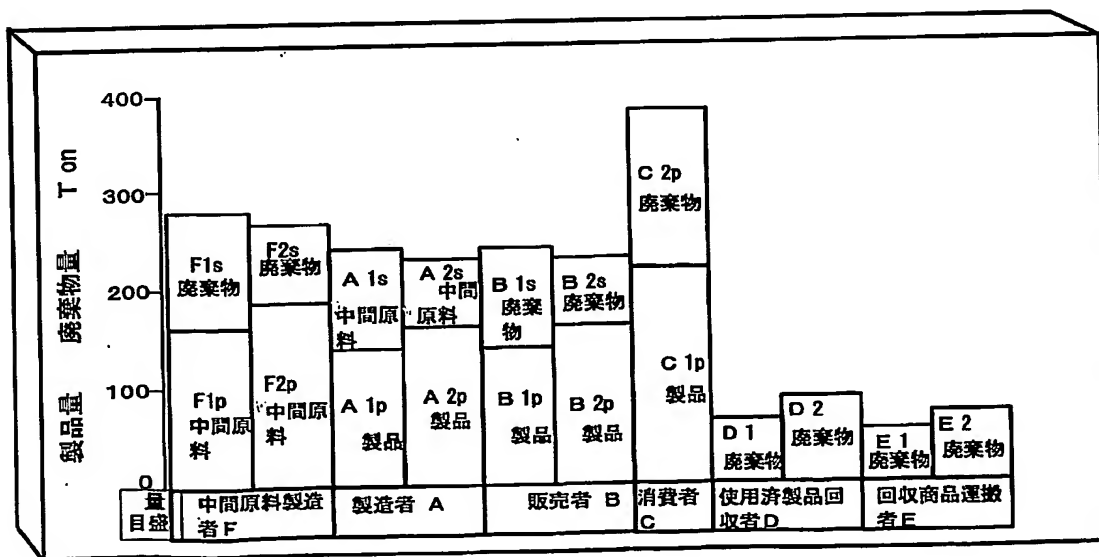 製品量 廃棄物量 Ton
400
300
200
100
0
F1s
廃棄物
F1p
中間原
料
F2s
廃棄物
F2p
中間原
料
A 1s
中間原
料
A 1p
製品
A 2s
中間
原料
A 2p
製品
B 1s
廃棄
物
B 1p
製品
B 2s
廃棄物
B 2p
製品
C 2p
廃棄物
C 1p
製品
D 1
廃棄物
D 2
廃棄物
E 1
廃棄物
E 2
廃棄物
量
目盛
中間原料製造
者F
製造者 A
販売者 B
消費者
C
使用済製品回
収者D
回収商品運搬
者E